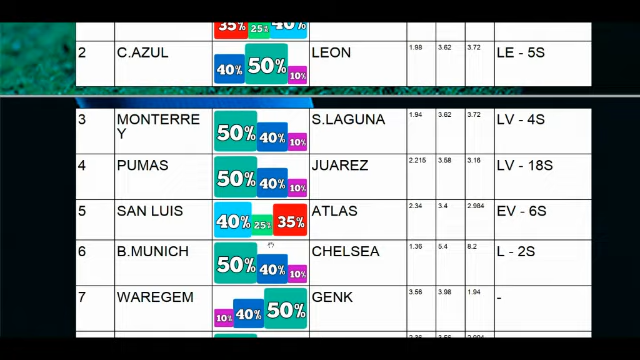 35% 25% 40%
2 C.AZUL 40% 50% 10% LEON 1.98 3.62 3.72 LE - 5S
3 MONTERRE
Y 50% 40% 10% S.LAGUNA 1.94 3.62 3.72 LV - 4S
4 PUMAS 50% 40% 10% JUAREZ 2.215 3.58 3.16 LV - 18S
5 SAN LUIS 40% 25% 35% ATLAS 2.34 3.4 2.984 EV - 6S
6 B.MUNICH 50% 40% 10% CHELSEA 1.36 5.4 8.2 L - 2S
7 WAREGEM 10% 40% 50% GENK 3.56 3.98 1.94 -